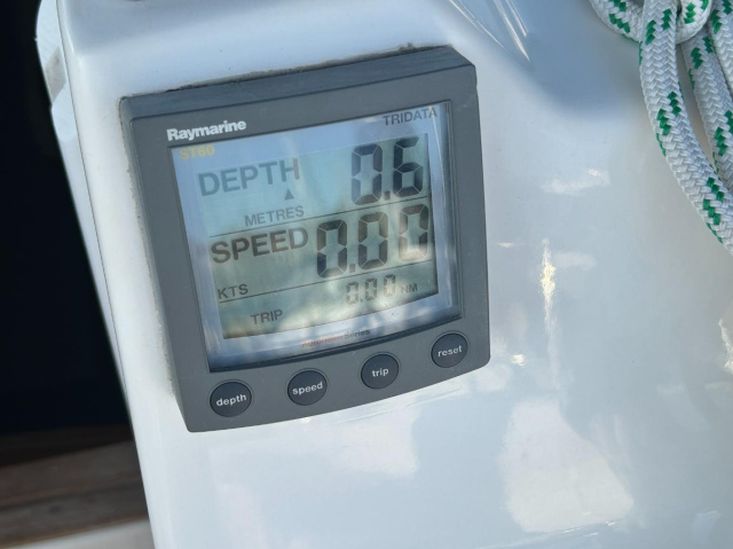 Raymarine
TRIDATA
ST60
DEPTH 0.6
METRES
SPEED 0.00
KTS
0.00 NM
TRIP
depth speed trip reset